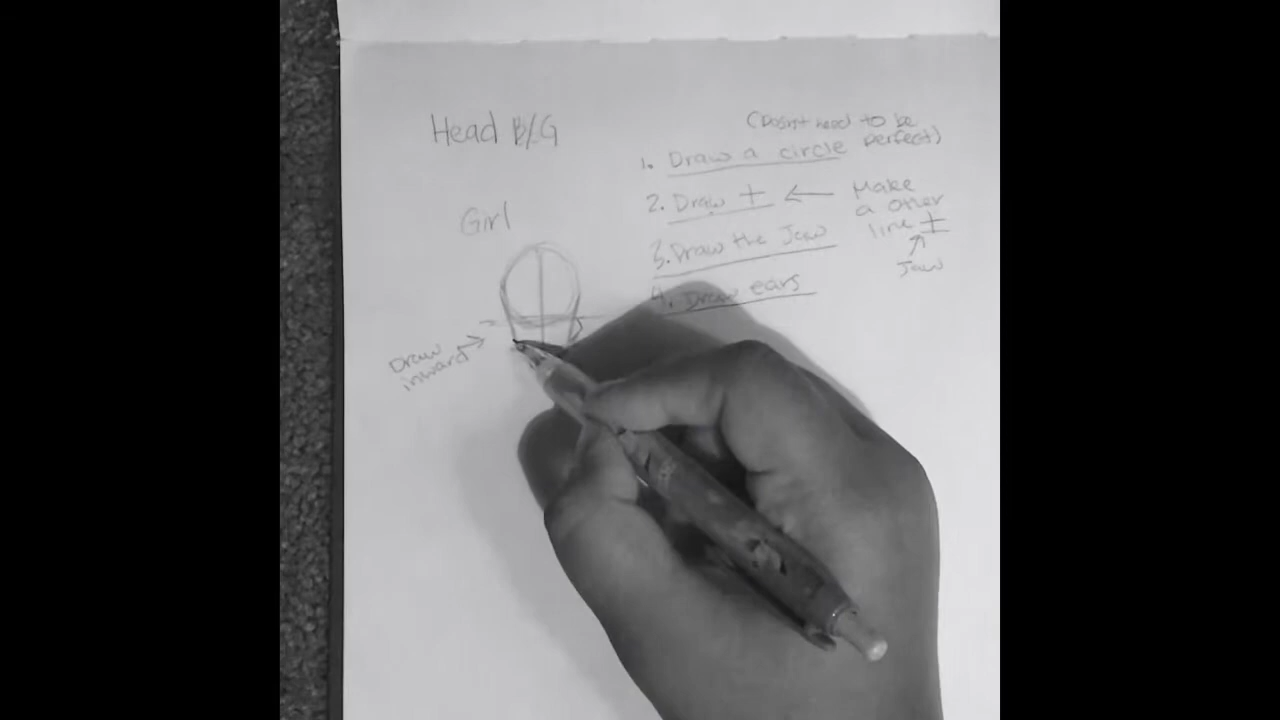 Head B/G
(Doesnt need to be
perfect)
1. Draw a circle
2. Draw + ← Make
a other
line ±
↑
Jaw
3. Draw the Jaw
4. Draw ears
Girl
Draw
inward →